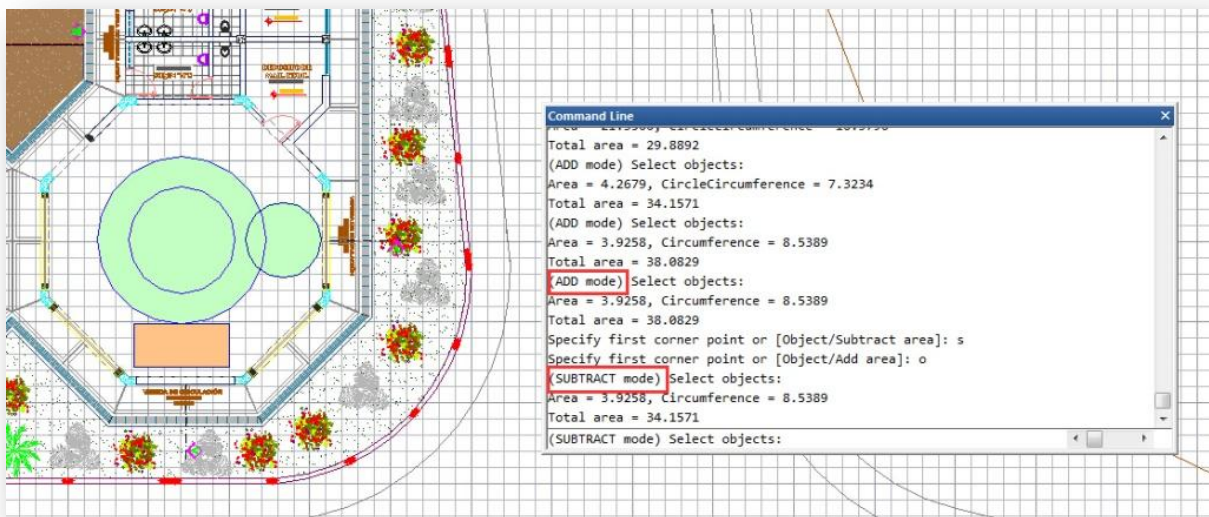 Command Line
Total area = 29.8892
(ADD mode) Select objects:
Area = 4.2679, CircleCircumference = 7.3234
Total area = 34.1571
(ADD mode) Select objects:
Area = 3.9258, Circumference = 8.5389
Total area = 38.0829
(ADD mode) Select objects:
Area = 3.9258, Circumference = 8.5389
Total area = 38.0829
Specify first corner point or [Object/Subtract area]: s
Specify first corner point or [Object/Add area]: o
(SUBTRACT mode) Select objects:
Area = 3.9258, Circumference = 8.5389
Total area = 34.1571
(SUBTRACT mode) Select objects: